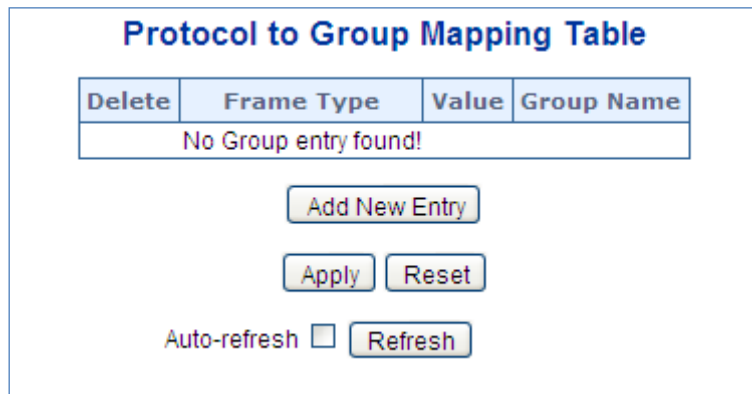 Protocol to Group Mapping Table
Delete Frame Type Value Group Name
No Group entry found!
Add New Entry
Apply Reset
Auto-refresh Refresh